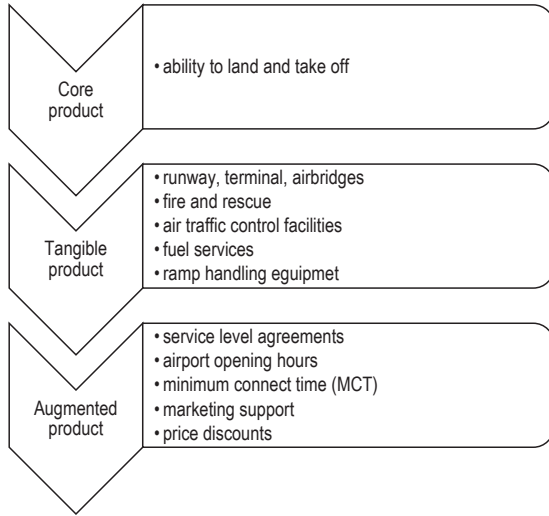 Core
product
• ability to land and take off
Tangible
product
• runway, terminal, airbridges
• fire and rescue
• air traffic control facilities
• fuel services
• ramp handling eguipmet
Augmented
product
• service level agreements
• airport opening hours
• minimum connect time (MCT)
• marketing support
• price discounts